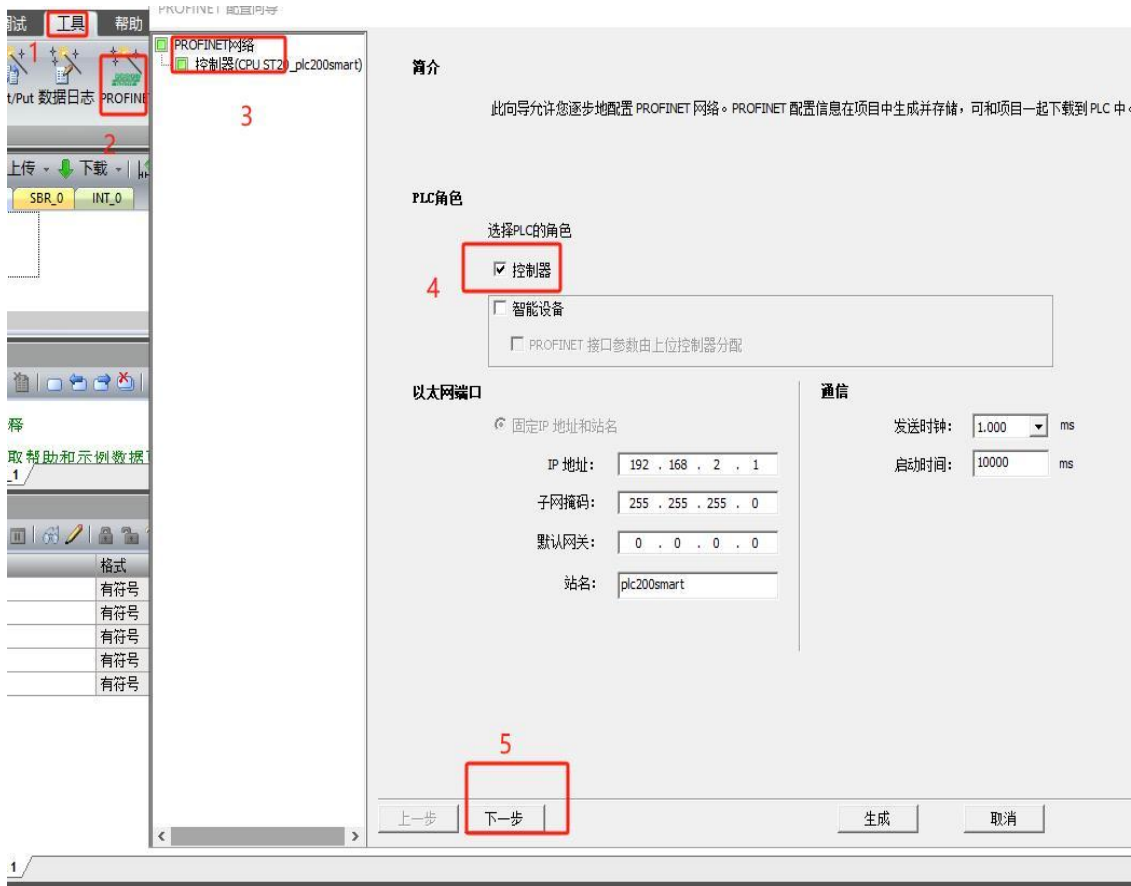 PROFINET 配置向导
调试 工具 帮助
1
t/Put 数据日志 PROFINE
2
上传 下载
SBR_0 INT_0
释
取帮助和示例数据
_1
格式
有符号
有符号
有符号
有符号
有符号
1
PROFINET网络
控制器(CPU ST20_plc200smart)
3
简介
此向导允许您逐步地配置 PROFINET 网络。PROFINET 配置信息在项目中生成并存储，可和项目一起下载到 PLC 中。
PLC角色
选择PLC的角色
4
控制器
智能设备
PROFINET 接口参数由上位控制器分配
以太网端口
固定IP 地址和站名
IP 地址： 192 . 168 . 2 . 1
子网掩码： 255 . 255 . 255 . 0
默认网关： 0 . 0 . 0 . 0
站名： plc200smart
通信
发送时钟： 1.000 ms
启动时间： 10000 ms
5
上一步 下一步 生成 取消